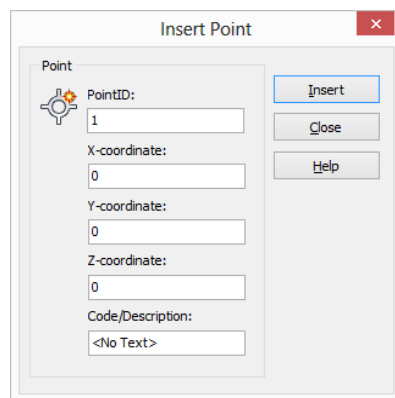 Insert Point
Point
PointID:
1
X-coordinate:
0
Y-coordinate:
0
Z-coordinate:
0
Code/Description:
<No Text>
Insert
Close
Help